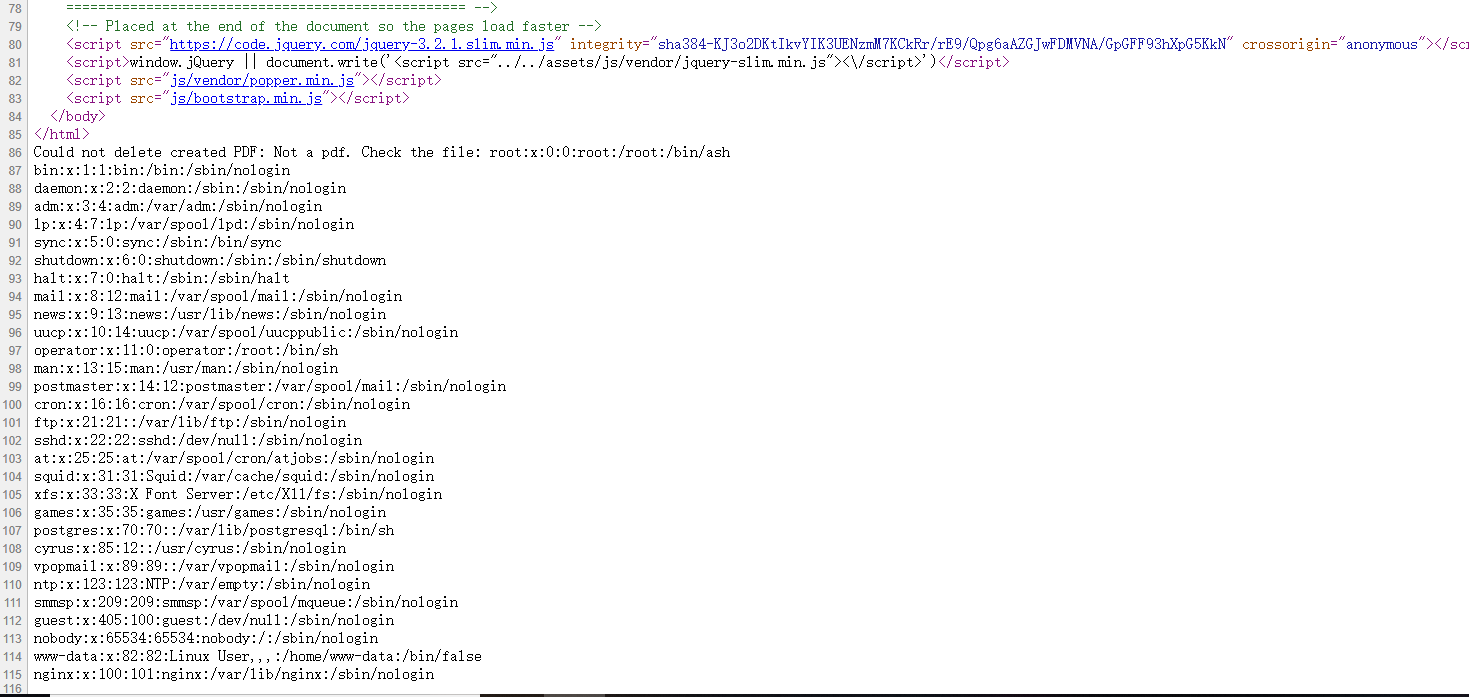 78 ================================================== -->
79 <!-- Placed at the end of the document so the pages load faster -->
80 <script src="https://code.jquery.com/jquery-3.2.1.slim.min.js" integrity="sha384-KJ3o2DKtIkvYIK3UENzmM7KCkRr/rE9/Qpg6aAZGJwFDMVNA/GpGFF93hXpG5KkN" crossorigin="anonymous"></scr
81 <script>window.jQuery || document.write('<script src="../../assets/js/vendor/jquery-slim.min.js"><\/script>')</script>
82 <script src="js/vendor/popper.min.js"></script>
83 <script src="js/bootstrap.min.js"></script>
84 </body>
85 </html>
86 Could not delete created PDF: Not a pdf. Check the file: root:x:0:0:root:/root:/bin/ash
87 bin:x:1:1:bin:/bin:/sbin/nologin
88 daemon:x:2:2:daemon:/sbin:/sbin/nologin
89 adm:x:3:4:adm:/var/adm:/sbin/nologin
90 lp:x:4:7:lp:/var/spool/lpd:/sbin/nologin
91 sync:x:5:0:sync:/sbin:/bin/sync
92 shutdown:x:6:0:shutdown:/sbin:/sbin/shutdown
93 halt:x:7:0:halt:/sbin:/sbin/halt
94 mail:x:8:12:mail:/var/spool/mail:/sbin/nologin
95 news:x:9:13:news:/usr/lib/news:/sbin/nologin
96 uucp:x:10:14:uucp:/var/spool/uucppublic:/sbin/nologin
97 operator:x:11:0:operator:/root:/bin/sh
98 man:x:13:15:man:/usr/man:/sbin/nologin
99 postmaster:x:14:12:postmaster:/var/spool/mail:/sbin/nologin
100 cron:x:16:16:cron:/var/spool/cron:/sbin/nologin
101 ftp:x:21:21::/var/lib/ftp:/sbin/nologin
102 sshd:x:22:22:sshd:/dev/null:/sbin/nologin
103 at:x:25:25:at:/var/spool/cron/atjobs:/sbin/nologin
104 squid:x:31:31:Squid:/var/cache/squid:/sbin/nologin
105 xfs:x:33:33:X Font Server:/etc/X11/fs:/sbin/nologin
106 games:x:35:35:games:/usr/games:/sbin/nologin
107 postgres:x:70:70::/var/lib/postgresql:/bin/sh
108 cyrus:x:85:12::/usr/cyrus:/sbin/nologin
109 vpopmail:x:89:89::/var/vpopmail:/sbin/nologin
110 ntp:x:123:123:NTP:/var/empty:/sbin/nologin
111 smmsp:x:209:209:smmsp:/var/spool/mqueue:/sbin/nologin
112 guest:x:405:100:guest:/dev/null:/sbin/nologin
113 nobody:x:65534:65534:nobody:/:/sbin/nologin
114 www-data:x:82:82:Linux User,,,:/home/www-data:/bin/false
115 nginx:x:100:101:nginx:/var/lib/nginx:/sbin/nologin
116